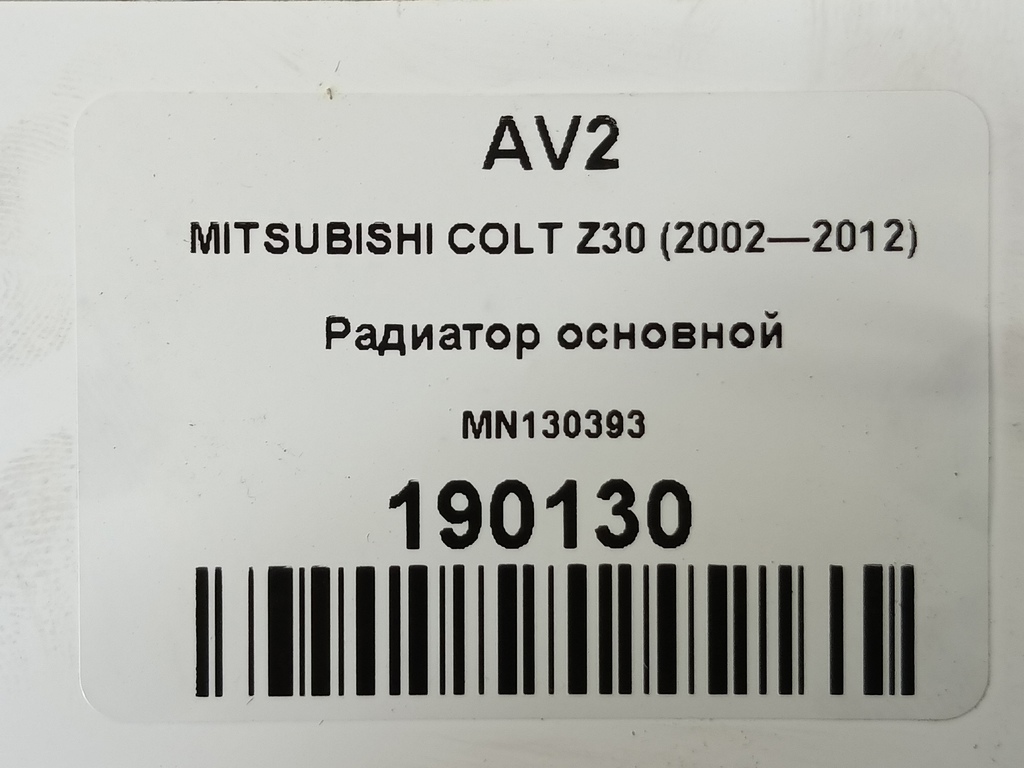 AV2
MITSUBISHI COLT Z30 (2002—2012)
Радиатор основной
MN130393
190130